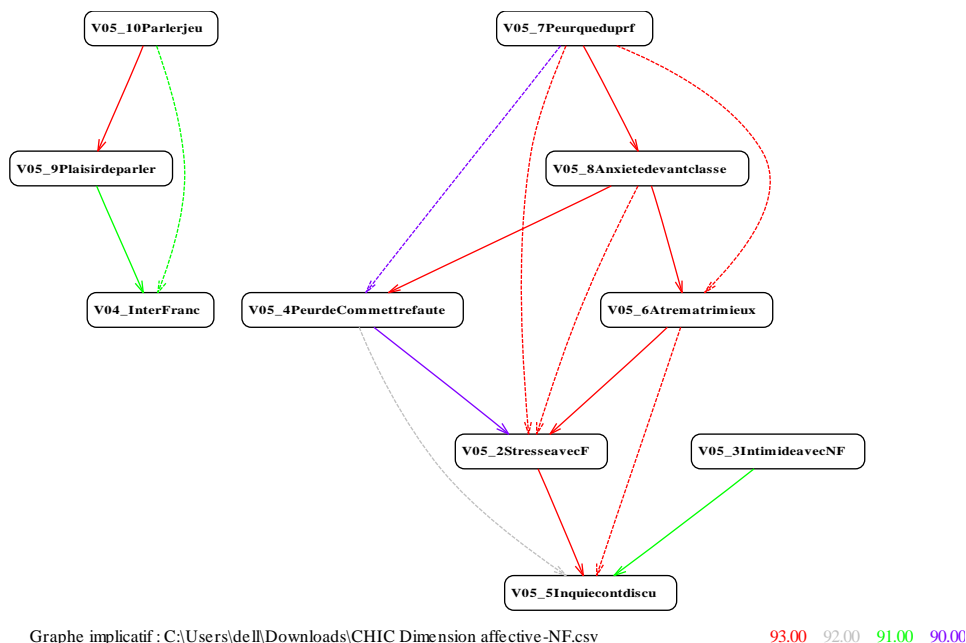 V05_10Parlerjeu
V05_7Peurqueduprf
V05_9Plaisirdeparler
V05_8Anxietedevantclasse
V04_InterFranc
V05_4PeurdeCommettrefaute
V05_6Atrematrimieux
V05_2StresseavecF
V05_3IntimideavecNF
V05_5Inquiecontdiscu
Graphe implicatif : C:\Users\dell\Downloads\CHIC Dimension affective-NF.csv 93.00 92.00 91.00 90.00